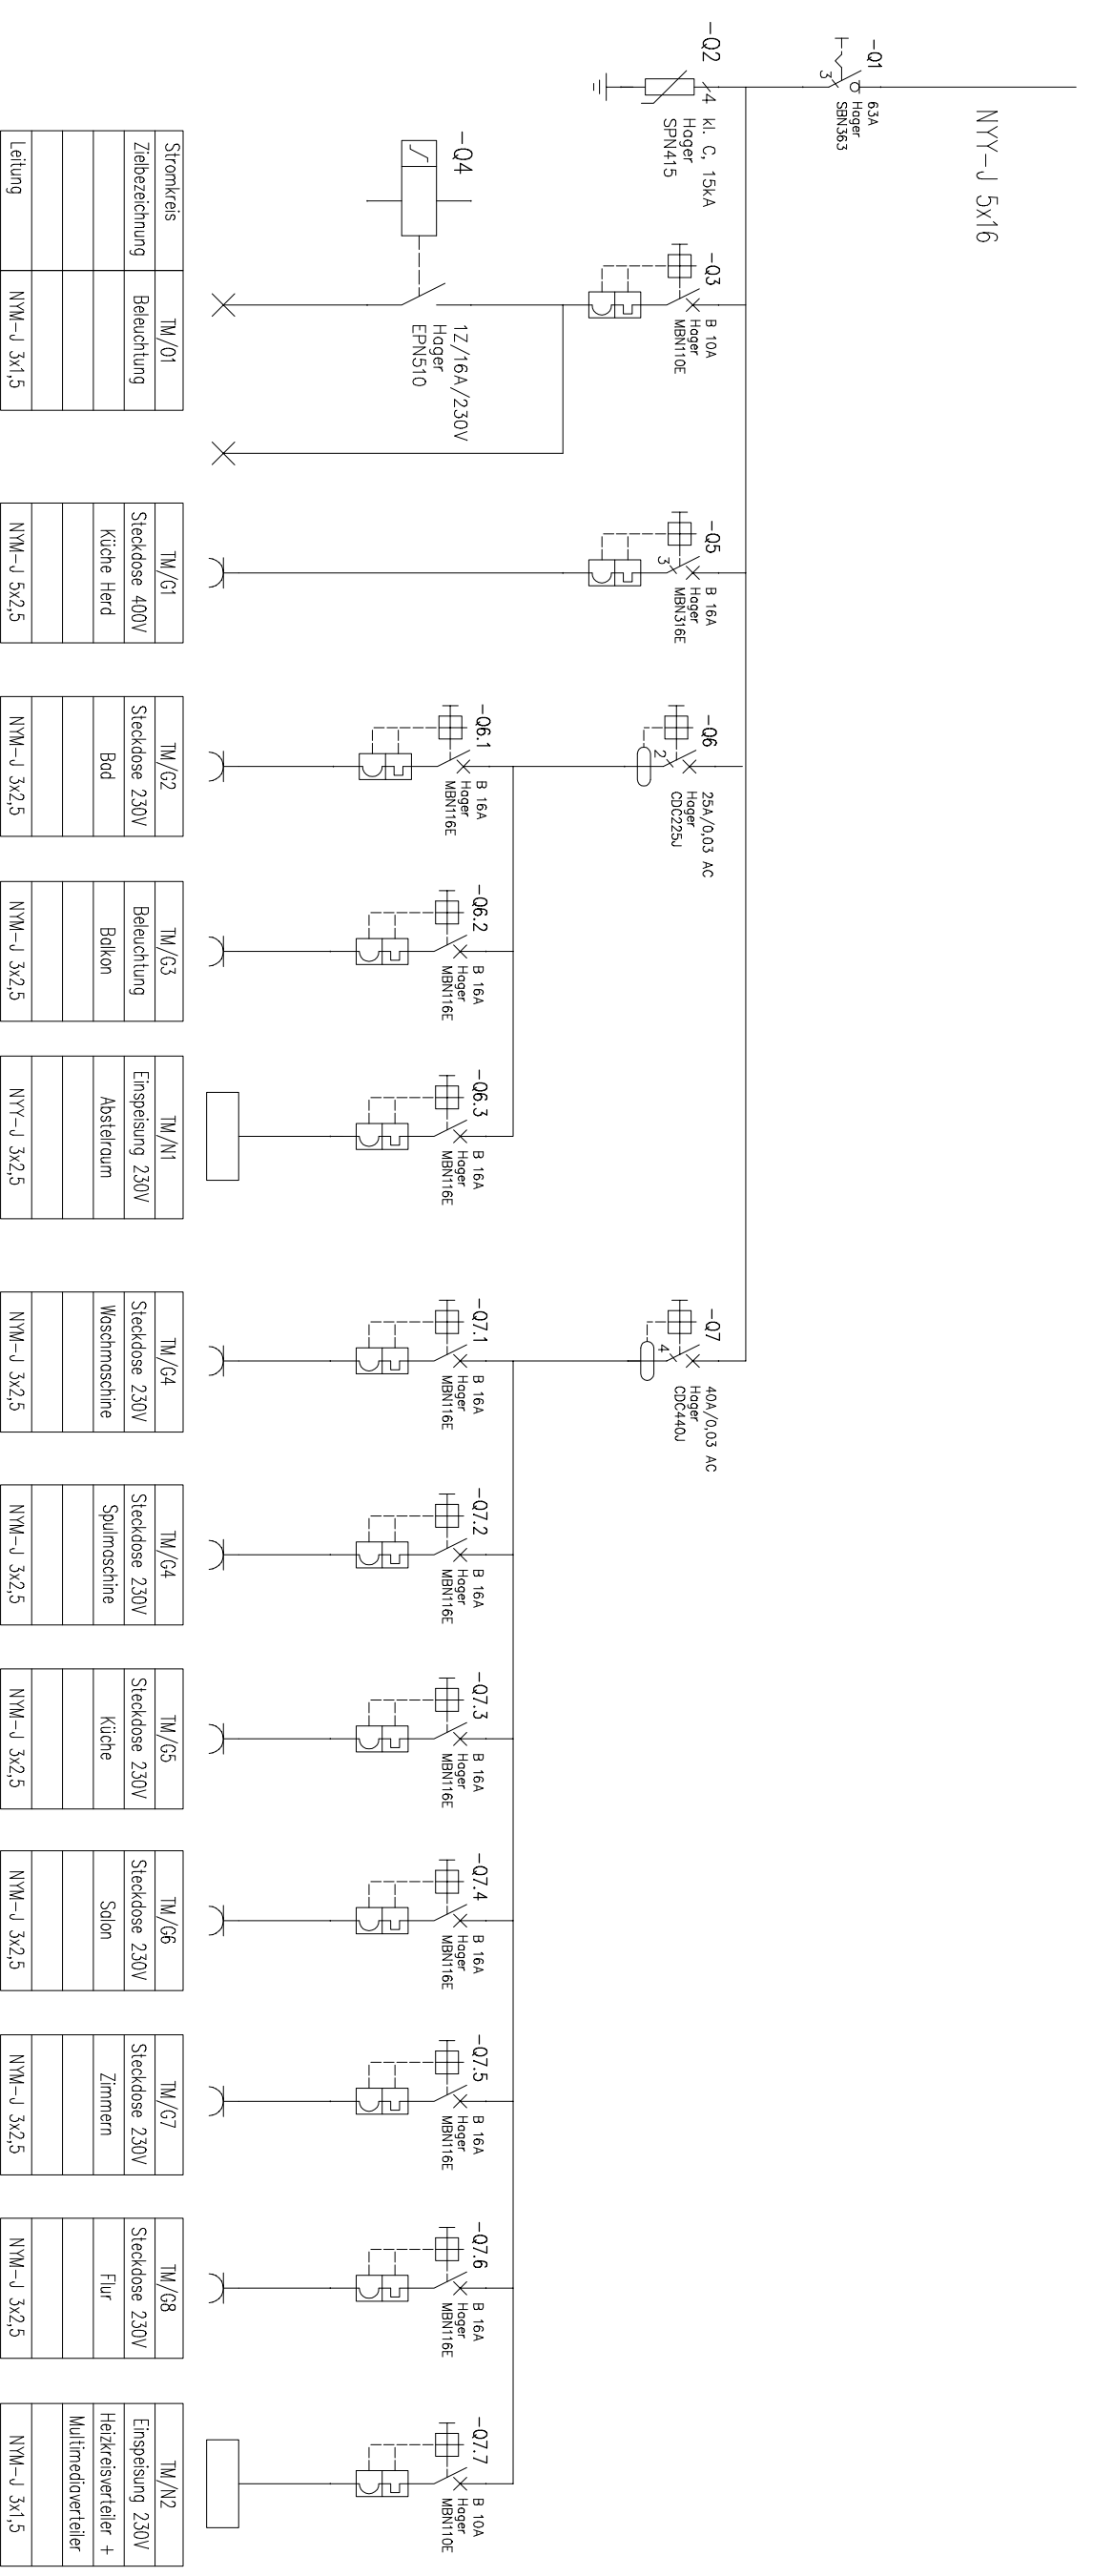 NYY-J 5x16
-Q1
3
63A
Hager
SBN363
-Q2
4
kl. C, 15kA
Hager
SPN415
-Q3
B 10A
Hager
MBN110E
-Q4
1Z/16A/230V
Hager
EPN510
-Q5
3
B 16A
Hager
MBN316E
-Q6
2
25A/0,03 AC
Hager
CDC225J
-Q6.1
B 16A
Hager
MBN116E
-Q6.2
B 16A
Hager
MBN116E
-Q6.3
B 16A
Hager
MBN116E
-Q7
4
40A/0,03 AC
Hager
CDC440J
-Q7.1
B 16A
Hager
MBN116E
-Q7.2
B 16A
Hager
MBN116E
-Q7.3
B 16A
Hager
MBN116E
-Q7.4
B 16A
Hager
MBN116E
-Q7.5
B 16A
Hager
MBN116E
-Q7.6
B 16A
Hager
MBN116E
-Q7.7
B 10A
Hager
MBN110E
Stromkreis
Zielbezeichnung
Leitung
TM/O1
Beleuchtung
NYM-J 3x1,5
TM/G1
Steckdose 400V
Küche Herd
NYM-J 5x2,5
TM/G2
Steckdose 230V
Bad
NYM-J 3x2,5
TM/G3
Beleuchtung
Balkon
NYM-J 3x2,5
TM/N1
Einspeisung 230V
Abstelraum
NYY-J 3x2,5
TM/G4
Steckdose 230V
Waschmaschine
NYM-J 3x2,5
TM/G4
Steckdose 230V
Spulmaschine
NYM-J 3x2,5
TM/G5
Steckdose 230V
Küche
NYM-J 3x2,5
TM/G6
Steckdose 230V
Salon
NYM-J 3x2,5
TM/G7
Steckdose 230V
Zimmern
NYM-J 3x2,5
TM/G8
Steckdose 230V
Flur
NYM-J 3x2,5
TM/N2
Einspeisung 230V
Heizkreisverteiler +
Multimediaverteiler
NYM-J 3x1,5